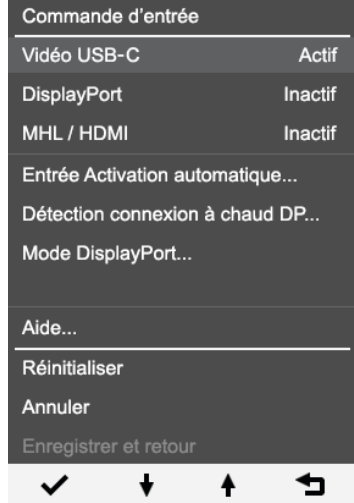 Commande d'entrée
Vidéo USB-C Actif
DisplayPort Inactif
MHL / HDMI Inactif
Entrée Activation automatique...
Détection connexion à chaud DP...
Mode DisplayPort...
Aide...
Réinitialiser
Annuler
Enregistrer et retour